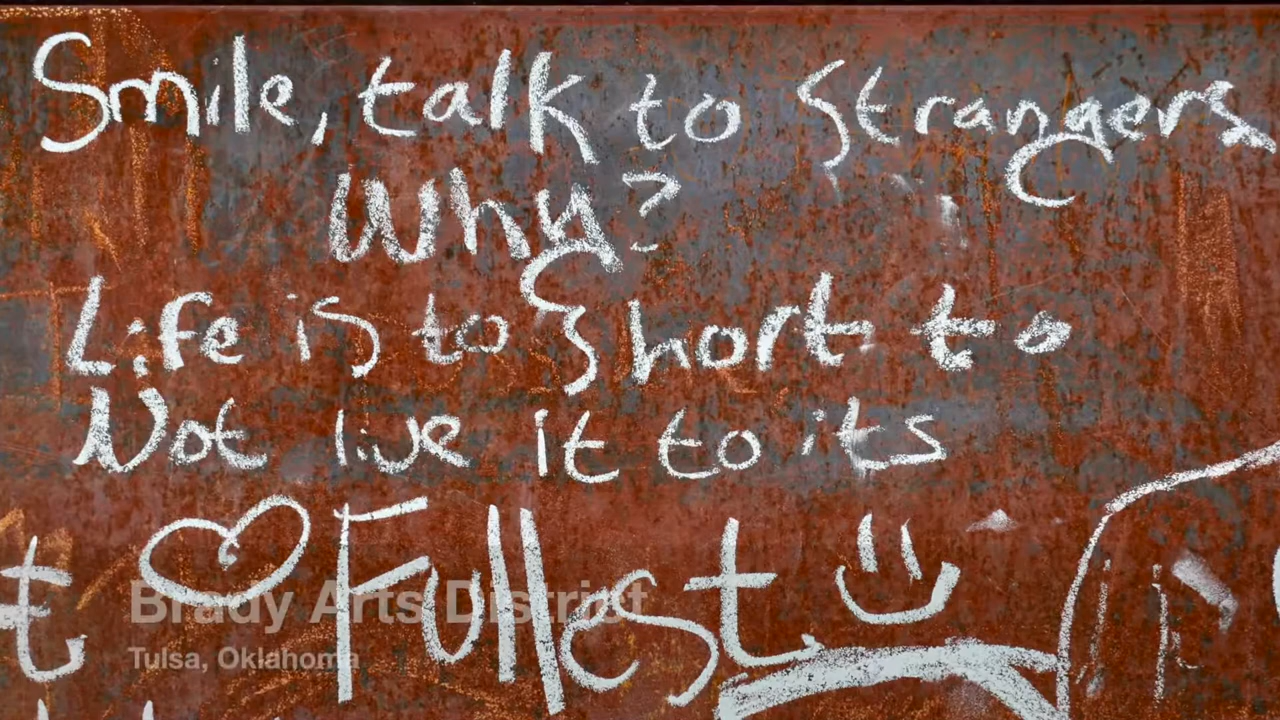 Smile, talk to Strangers
Why?
Life is to Short to
Not live it to its
Fullest
Brady Arts District
Tulsa, Oklahoma